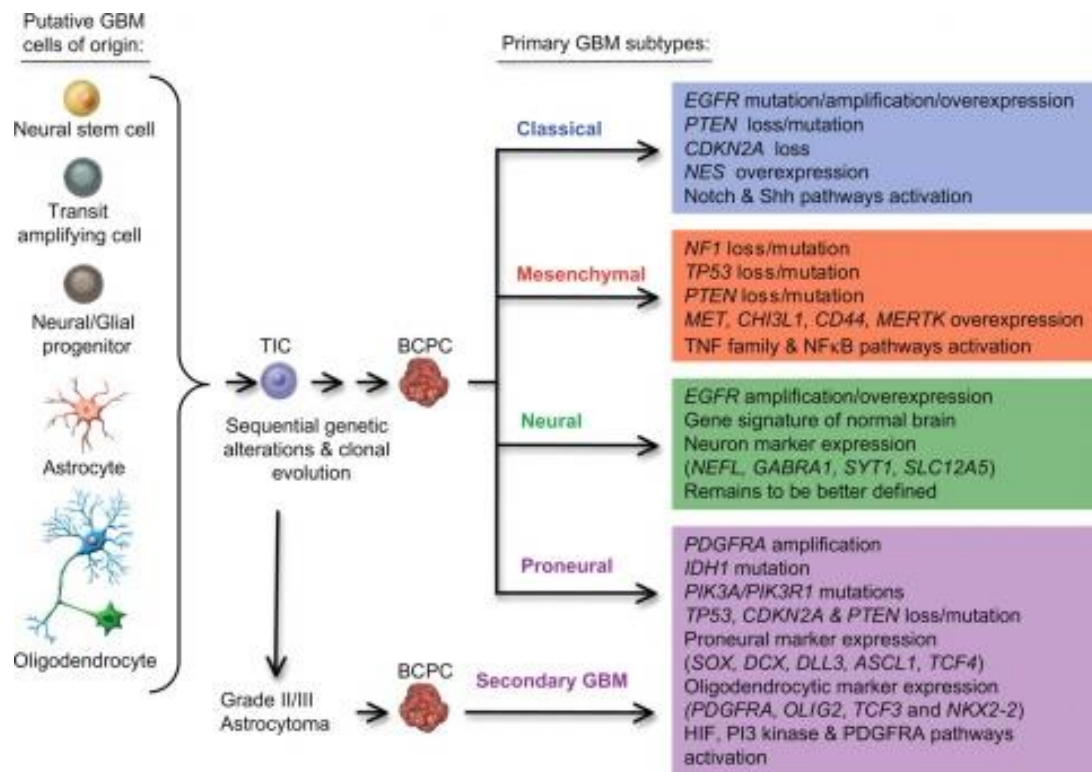 Putative GBM
cells of origin:
Neural stem cell
Transit
amplifying cell
Neural/Glial
progenitor
Astrocyte
Oligodendrocyte
TIC
BCPC
Sequential genetic
alterations & clonal
evolution
Grade II/III
Astrocytoma
BCPC
Primary GBM subtypes:
Classical
EGFR mutation/amplification/overexpression
PTEN loss/mutation
CDKN2A loss
NES overexpression
Notch & Shh pathways activation
Mesenchymal
NF1 loss/mutation
TP53 loss/mutation
PTEN loss/mutation
MET, CHI3L1, CD44, MERTK overexpression
TNF family & NFκB pathways activation
Neural
EGFR amplification/overexpression
Gene signature of normal brain
Neuron marker expression
(NEFL, GABRA1, SYT1, SLC12A5)
Remains to be better defined
Proneural
Secondary GBM
PDGFRA amplification
IDH1 mutation
PIK3A/PIK3R1 mutations
TP53, CDKN2A & PTEN loss/mutation
Proneural marker expression
(SOX, DCX, DLL3, ASCL1, TCF4)
Oligodendrocytic marker expression
(PDGFRA, OLIG2, TCF3 and NKX2-2)
HIF, PI3 kinase & PDGFRA pathways
activation